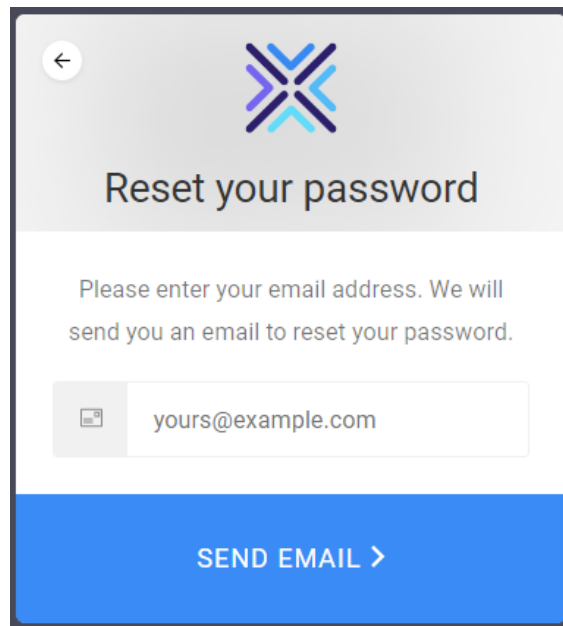 Reset your password
Please enter your email address. We will
send you an email to reset your password.
yours@example.com
SEND EMAIL >